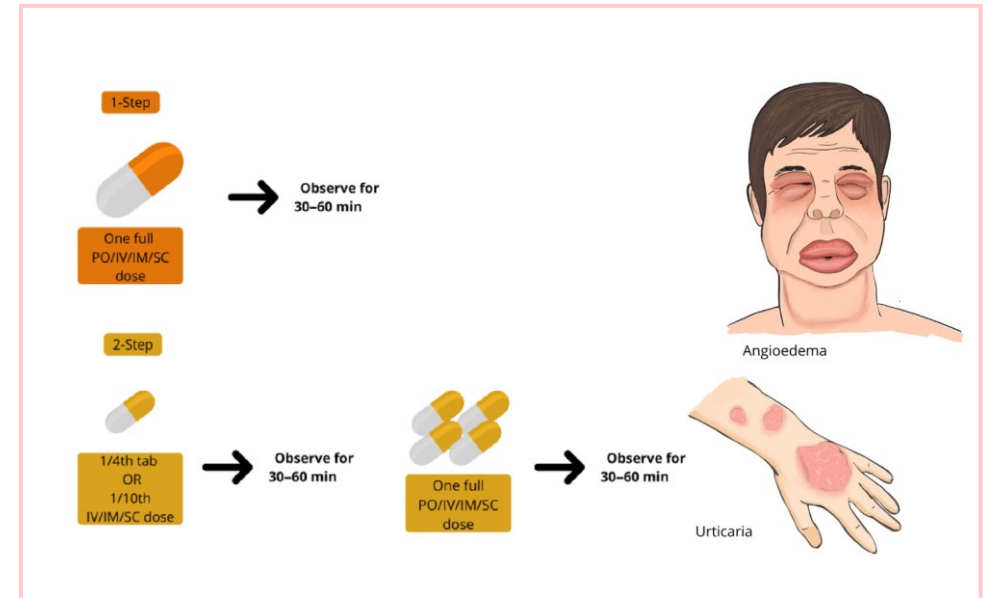 1-Step
Observe for
30–60 min
One full
PO/IV/IM/SC
dose
Angioedema
2-Step
1/4th tab
OR
1/10th
IV/IM/SC dose
Observe for
30–60 min
One full
PO/IV/IM/SC
dose
Observe for
30–60 min
Urticaria